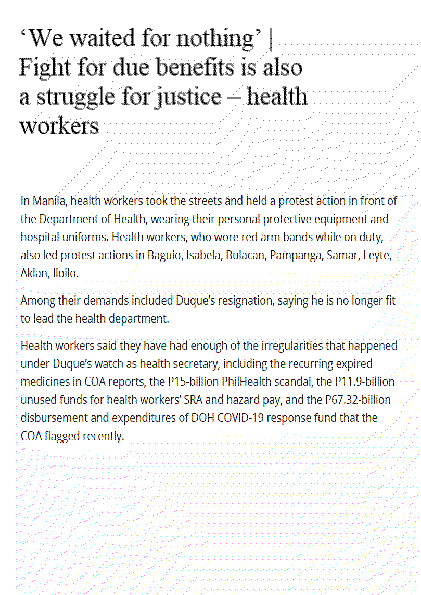 ‘We waited for nothing’ |
Fight for due benefits is also
a struggle for justice – health
workers
In Manila, health workers took the streets and held a protest action in front of
the Department of Health, wearing their personal protective equipment and
hospital uniforms. Health workers, who wore red arm bands while on duty,
also led protest actions in Baguio, Isabela, Bulacan, Pampanga, Samar, Leyte,
Aklan, Iloilo.
Among their demands included Duque's resignation, saying he is no longer fit
to lead the health department.
Health workers said they have had enough of the irregularities that happened
under Duque's watch as health secretary, including the recurring expired
medicines in COA reports, the P15-billion PhilHealth scandal, the P11.9-billion
unused funds for health workers' SRA and hazard pay, and the P67.32-billion
disbursement and expenditures of DOH COVID-19 response fund that the
COA flagged recently.